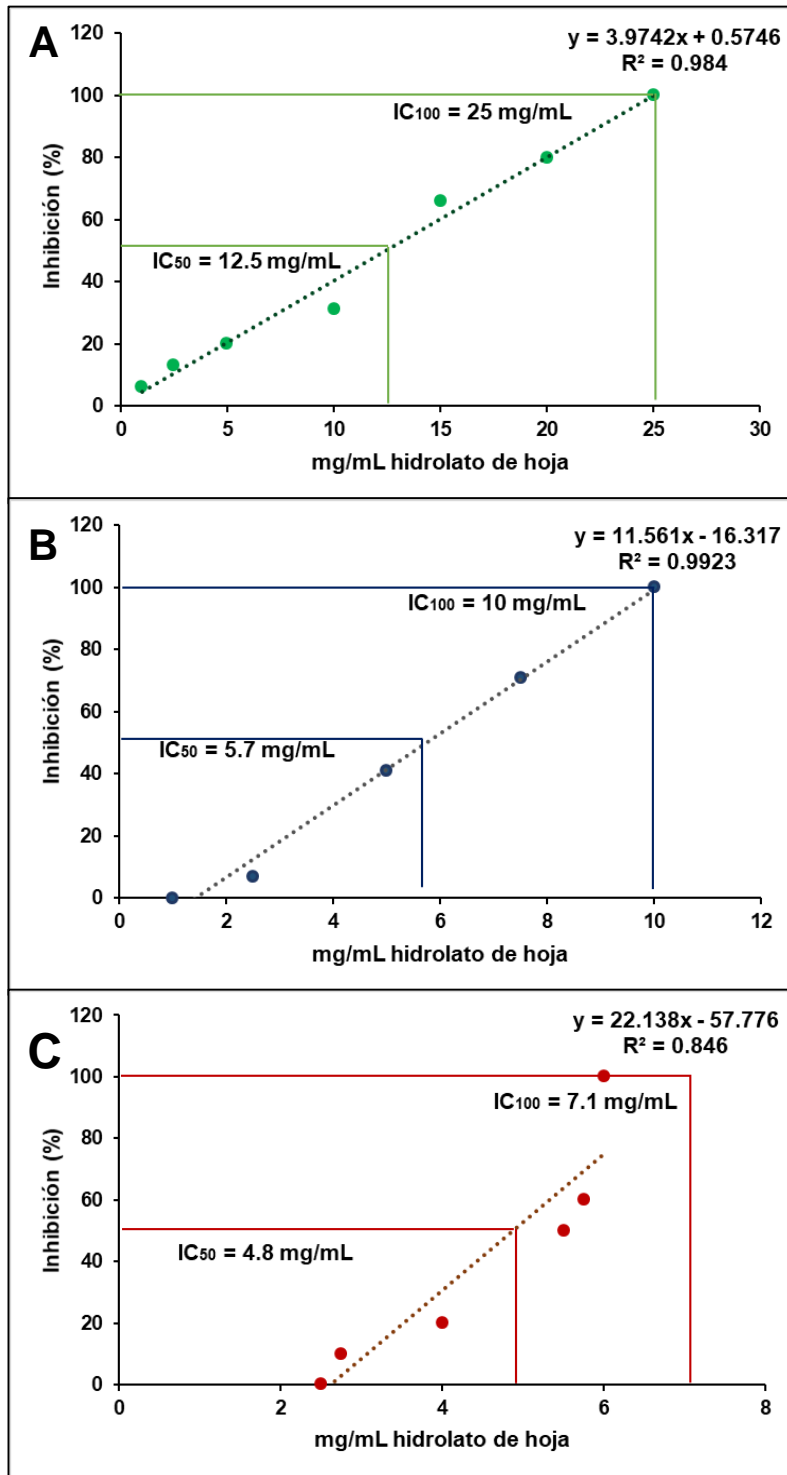 A
y = 3.9742x + 0.5746
R² = 0.984
120
100
80
60
40
20
0
Inhibición (%)
IC100 = 25 mg/mL
IC50 = 12.5 mg/mL
0 5 10 15 20 25 30
mg/mL hidrolato de hoja
B
y = 11.561x - 16.317
R² = 0.9923
120
100
80
60
40
20
0
Inhibición (%)
IC100 = 10 mg/mL
IC50 = 5.7 mg/mL
0 2 4 6 8 10 12
mg/mL hidrolato de hoja
C
y = 22.138x - 57.776
R² = 0.846
120
100
80
60
40
20
0
Inhibición (%)
IC100 = 7.1 mg/mL
IC50 = 4.8 mg/mL
0 2 4 6 8
mg/mL hidrolato de hoja